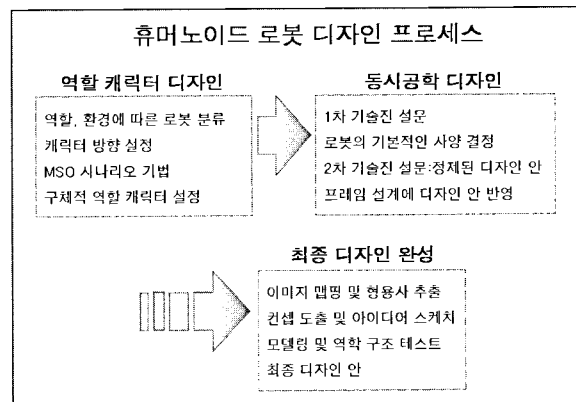 휴머노이드 로봇 디자인 프로세스
역할 캐릭터 디자인
역할, 환경에 따른 로봇 분류
캐릭터 방향 설정
MSO 시나리오 기법
구체적 역할 캐릭터 설정
동시공학 디자인
1차 기술진 설문
로봇의 기본적인 사양 결정
2차 기술진 설문:정제된 디자인 안
프레임 설계에 디자인 안 반영
최종 디자인 완성
이미지 맵핑 및 형용사 추출
컨셉 도출 및 아이디어 스케치
모델링 및 역학 구조 테스트
최종 디자인 안